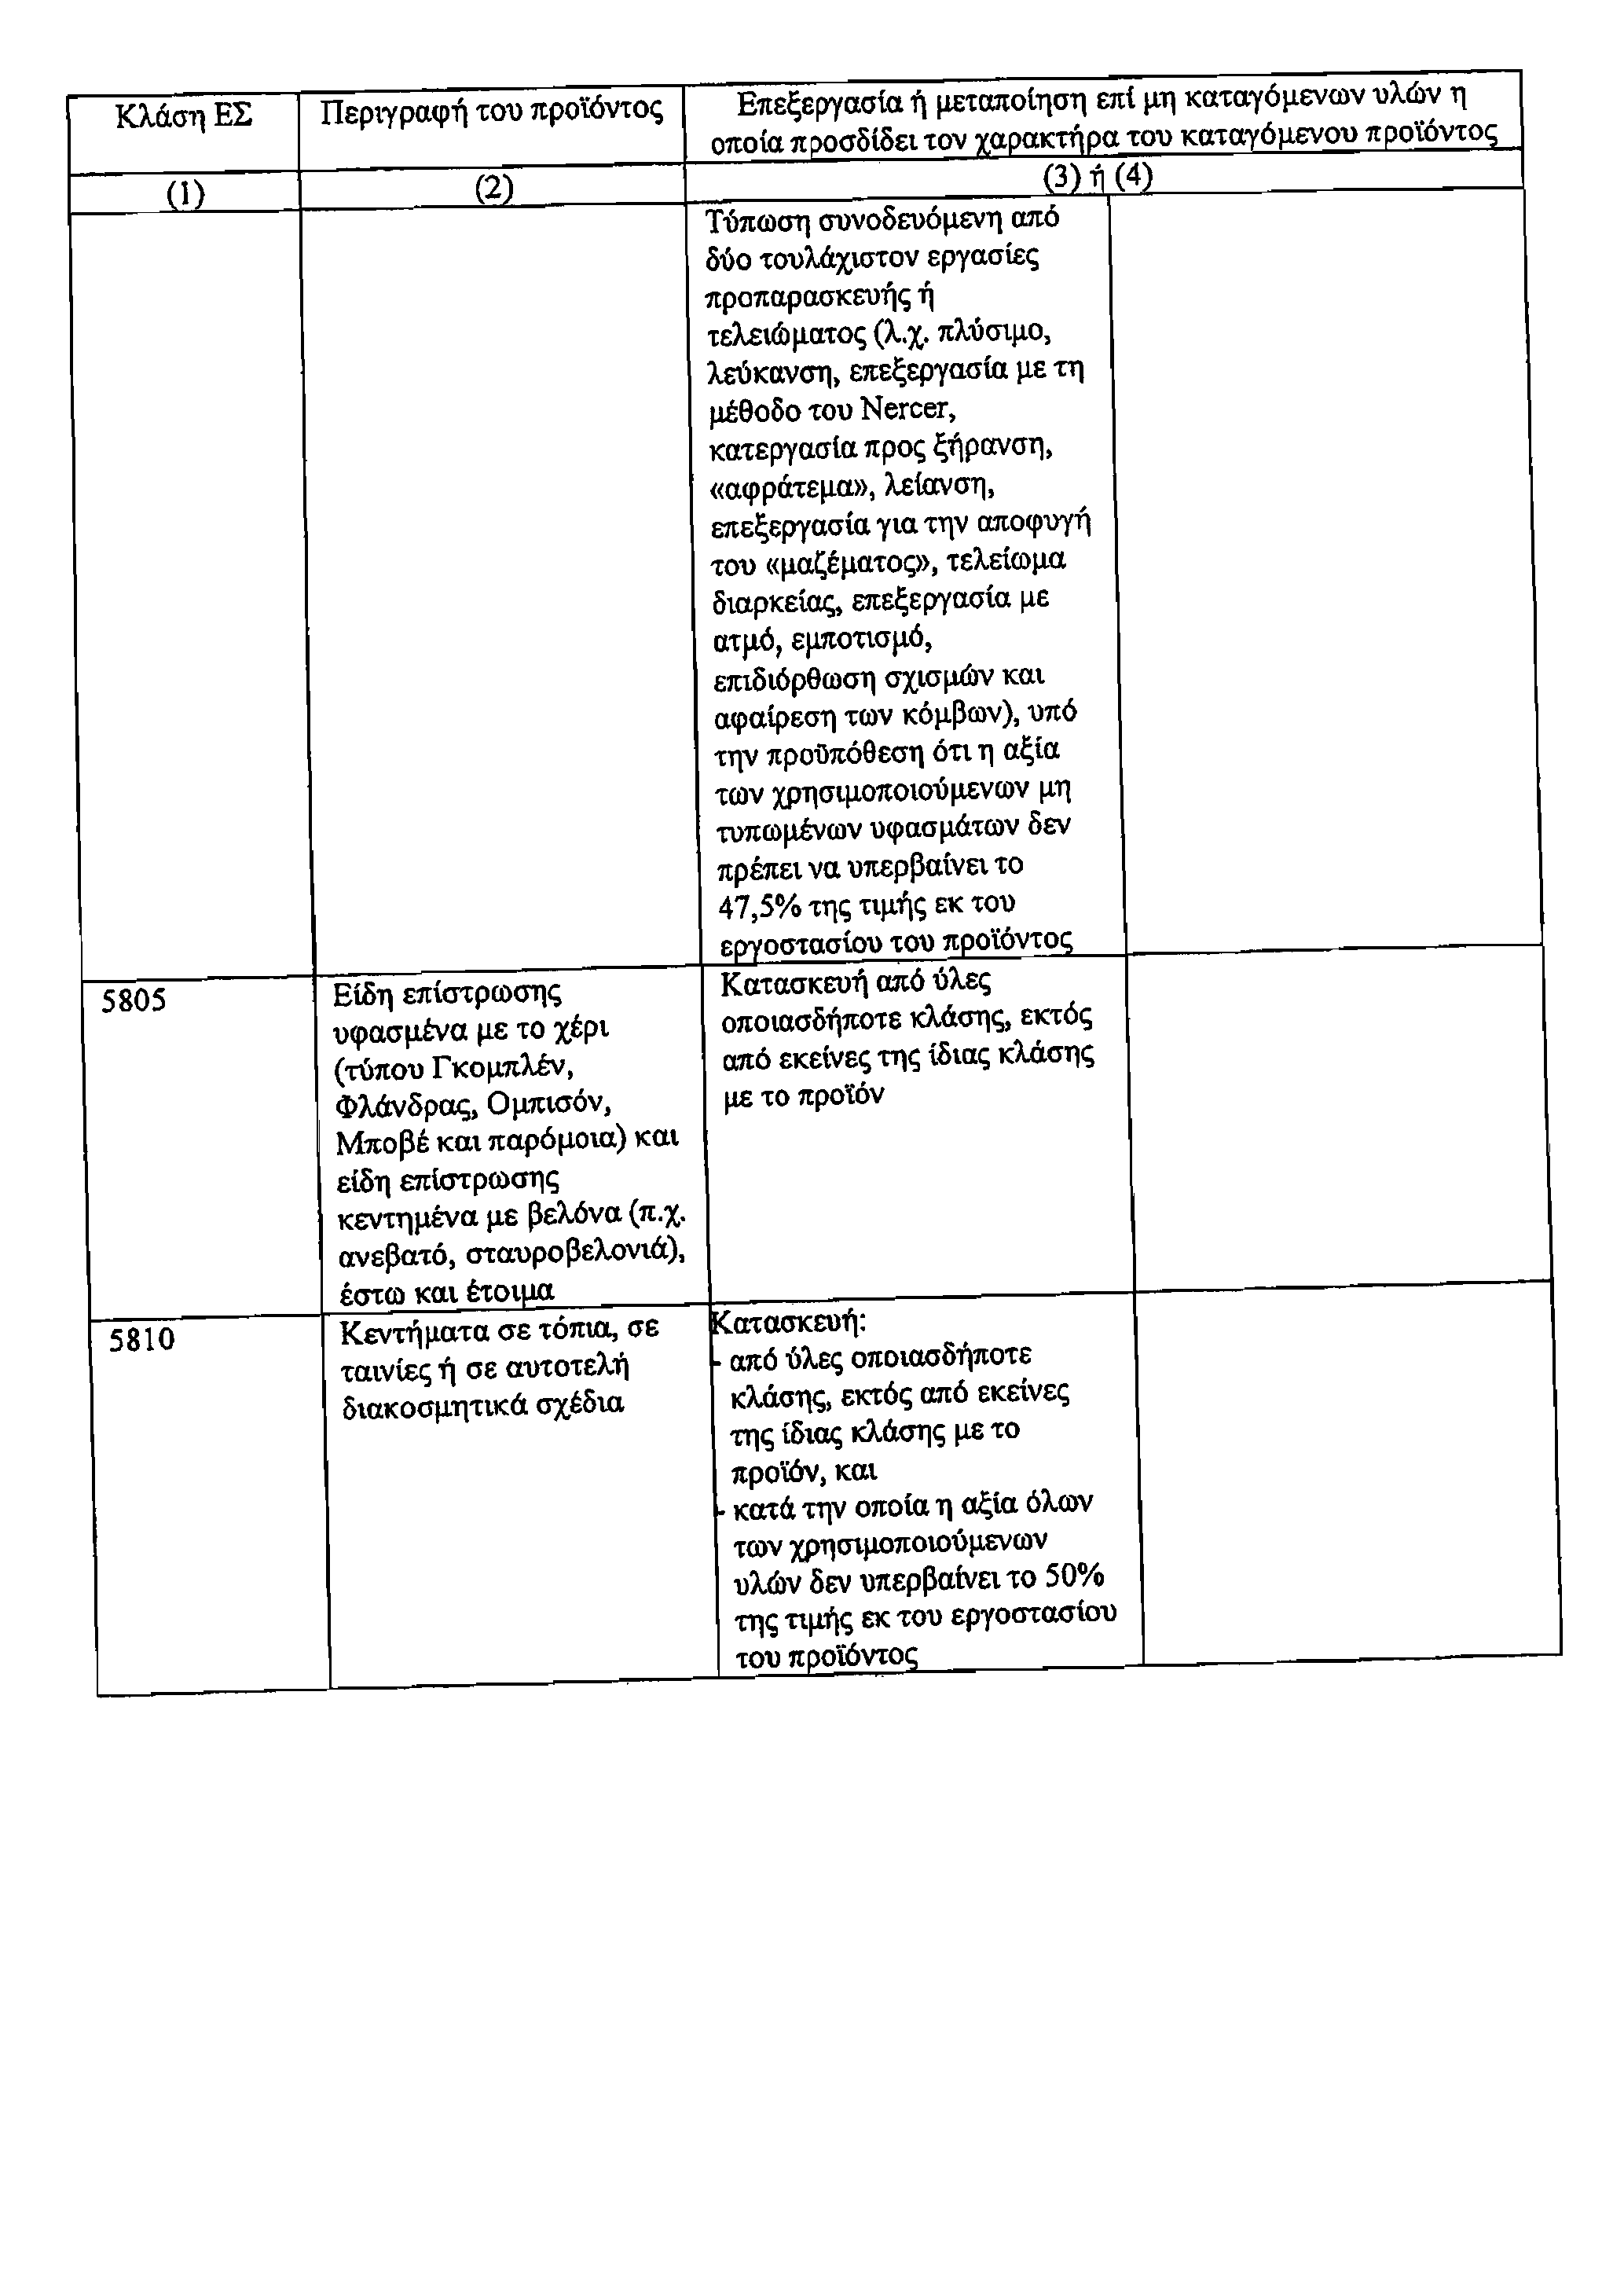 Κλάση ΕΣ
Περιγραφή του προϊόντος
Επεξεργασία ή μεταποίηση επί μη καταγόμενων υλών η
οποία προσδίδει τον χαρακτήρα του καταγόμενου προϊόντος
(1)
(2)
(3) ή (4)
Τύπωση συνοδευόμενη από
δύο τουλάχιστον εργασίες
προπαρασκευής ή
τελειώματος (λ.χ. πλύσιμο,
λεύκανση, επεξεργασία με τη
μέθοδο του Nercer,
κατεργασία προς ξήρανση,
«αφράτεμα», λείανση,
επεξεργασία για την αποφυγή
του «μαζέματος», τελείωμα
διαρκείας, επεξεργασία με
ατμό, εμποτισμό,
επιδιόρθωση σχισμών και
αφαίρεση των κόμβων), υπό
την προϋπόθεση ότι η αξία
των χρησιμοποιούμενων μη
τυπωμένων υφασμάτων δεν
πρέπει να υπερβαίνει το
47,5% της τιμής εκ του
εργοστασίου του προϊόντος
5805
Είδη επίστρωσης
υφασμένα με το χέρι
(τύπου Γκομπλέν,
Φλάνδρας, Ομπισόν,
Μποβέ και παρόμοια) και
είδη επίστρωσης
κεντημένα με βελόνα (π.χ.
ανεβατό, σταυροβελονιά),
έστω και έτοιμα
Κατασκευή από ύλες
οποιασδήποτε κλάσης, εκτός
από εκείνες της ίδιας κλάσης
με το προϊόν
5810
Κεντήματα σε τόπια, σε
ταινίες ή σε αυτοτελή
διακοσμητικά σχέδια
Κατασκευή:
- από ύλες οποιασδήποτε
κλάσης, εκτός από εκείνες
της ίδιας κλάσης με το
προϊόν, και
- κατά την οποία η αξία όλων
των χρησιμοποιούμενων
υλών δεν υπερβαίνει το 50%
της τιμής εκ του εργοστασίου
του προϊόντος